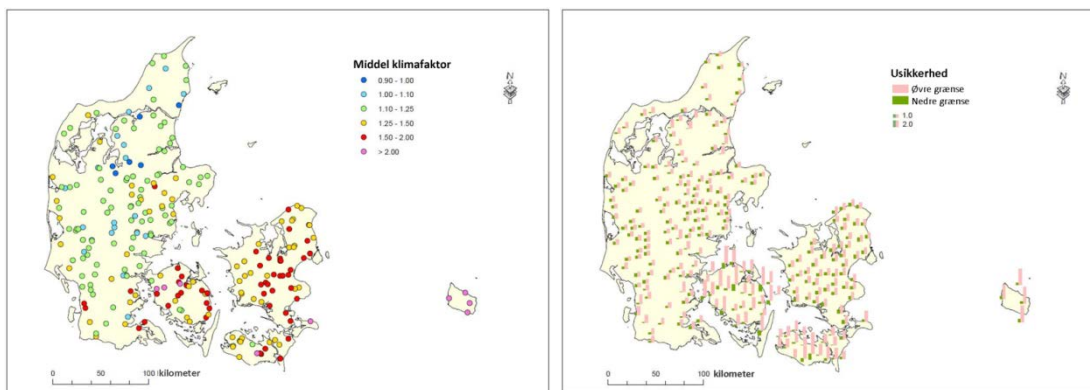 Middel klimafaktor
0.90 - 1.00
1.00 - 1.10
1.10 - 1.25
1.25 - 1.50
1.50 - 2.00
> 2.00
N
0 50 100
kilometer
Usikkerhed
Øvre grænse
Nedre grænse
1.0
2.0
N
0 50 100
kilometer